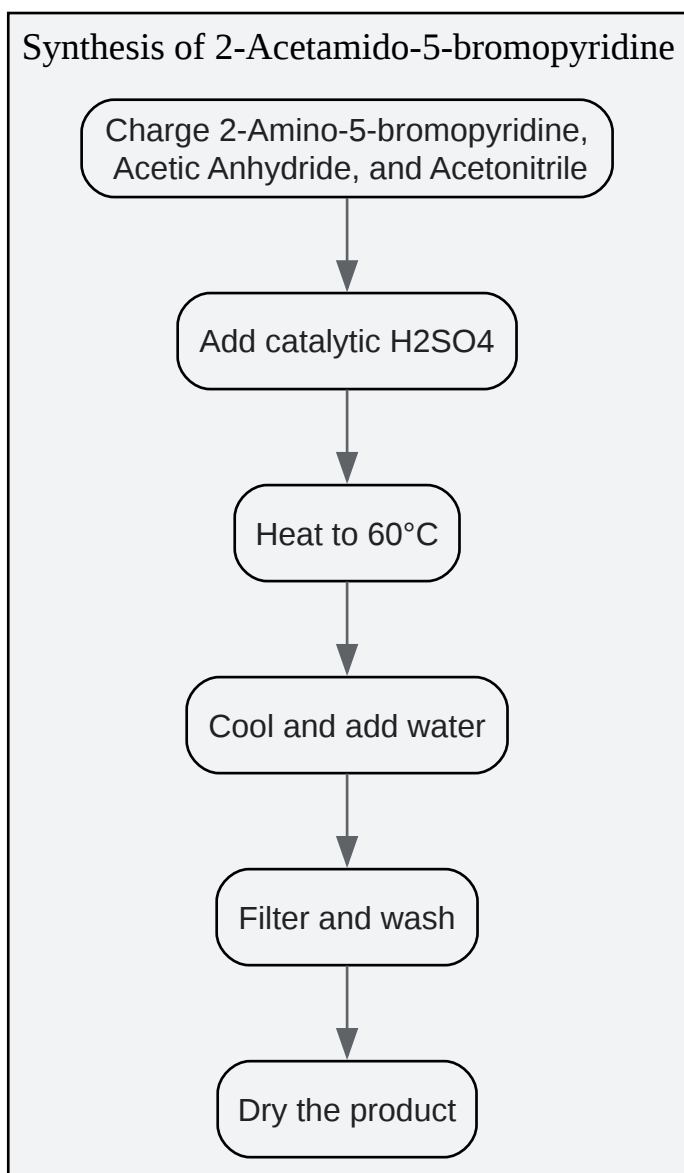 Synthesis of 2-Acetamido-5-bromopyridine
Charge 2-Amino-5-bromopyridine,
Acetic Anhydride, and Acetonitrile
Add catalytic H2SO4
Heat to 60°C
Cool and add water
Filter and wash
Dry the product